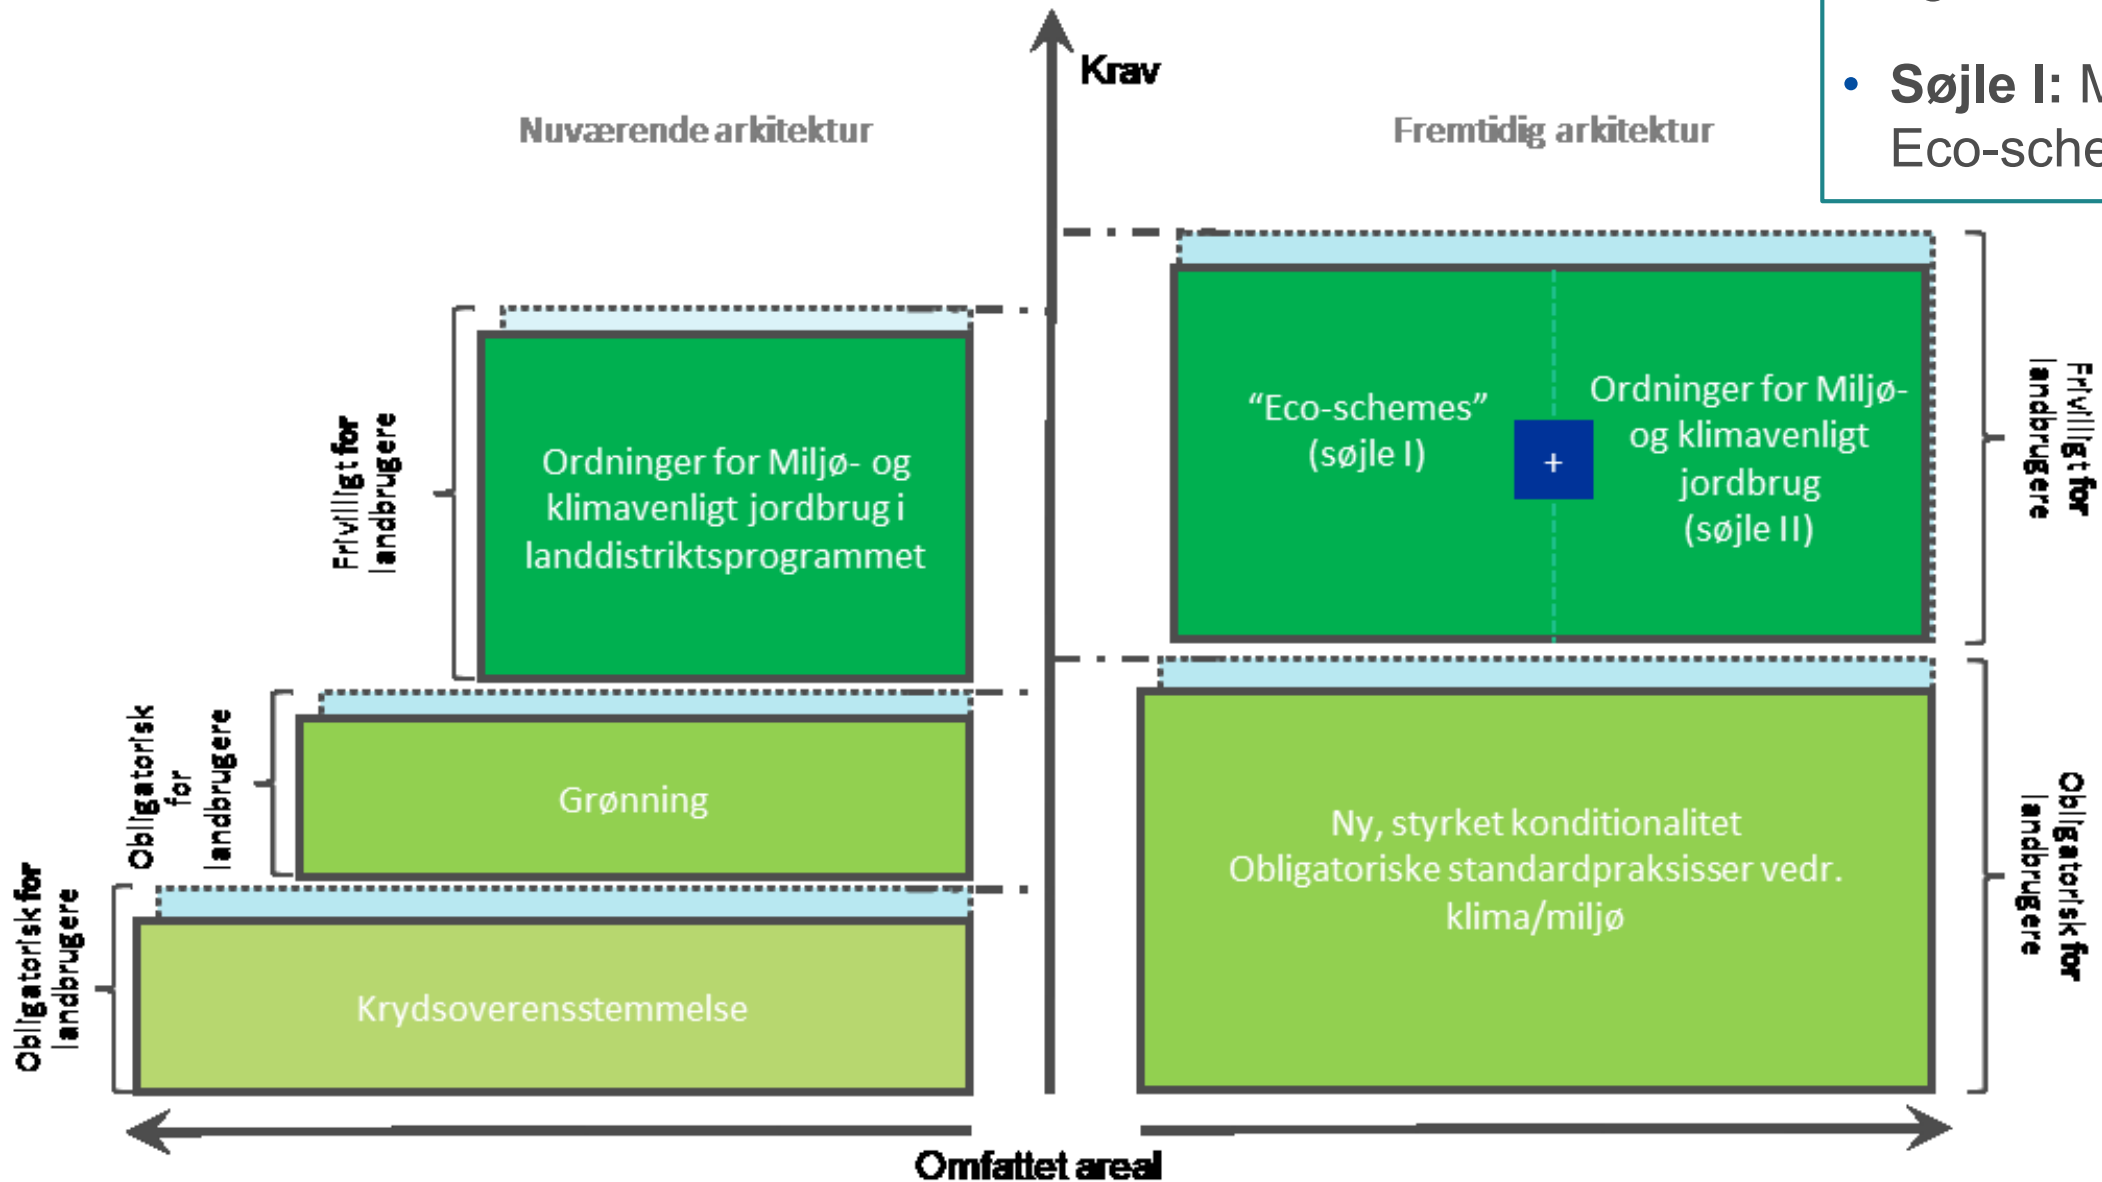 Krav
• Søjle I:
Nuværende arkitektur
Fremtidig arkitektur
Frivilligt for
landbrugere
Ordninger for Miljø- og
klimavenligt jordbrug i
landdistriktsprogrammet
Obligatorisk
for
landbrugere
Grønning
Obligatorisk for
landbrugere
Krydsoverensstemmelse
“Eco-schemes”
(søjle I)
+
Ordninger for Miljø-
og klimavenligt
jordbrug
(søjle II)
Frivilligt for
landbrugere
Ny, styrket konditionalitet
Obligatoriske standardpraksisser vedr.
klima/miljø
Obligatorisk for
landbrugere
Omfattet areal